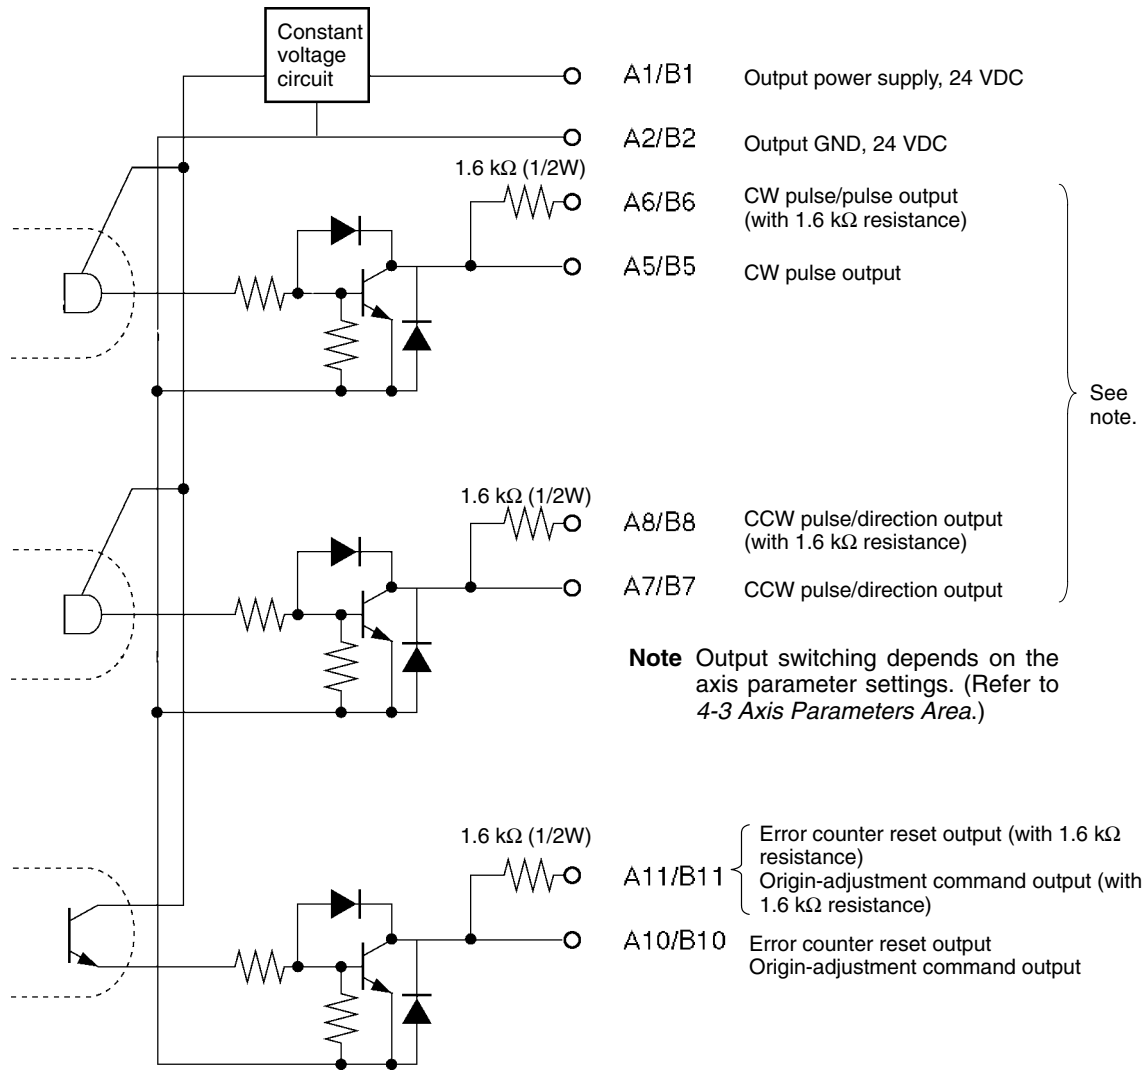 Constant
voltage
circuit
A1/B1
Output power supply, 24 VDC
A2/B2
Output GND, 24 VDC
1.6 kΩ (1/2W)
A6/B6
CW pulse/pulse output
(with 1.6 kΩ resistance)
A5/B5
CW pulse output
See
note.
1.6 kΩ (1/2W)
A8/B8
CCW pulse/direction output
(with 1.6 kΩ resistance)
A7/B7
CCW pulse/direction output
Note Output switching depends on the
axis parameter settings. (Refer to
4-3 Axis Parameters Area.)
1.6 kΩ (1/2W)
A11/B11
Error counter reset output (with 1.6 kΩ
resistance)
Origin-adjustment command output (with
1.6 kΩ resistance)
A10/B10
Error counter reset output
Origin-adjustment command output